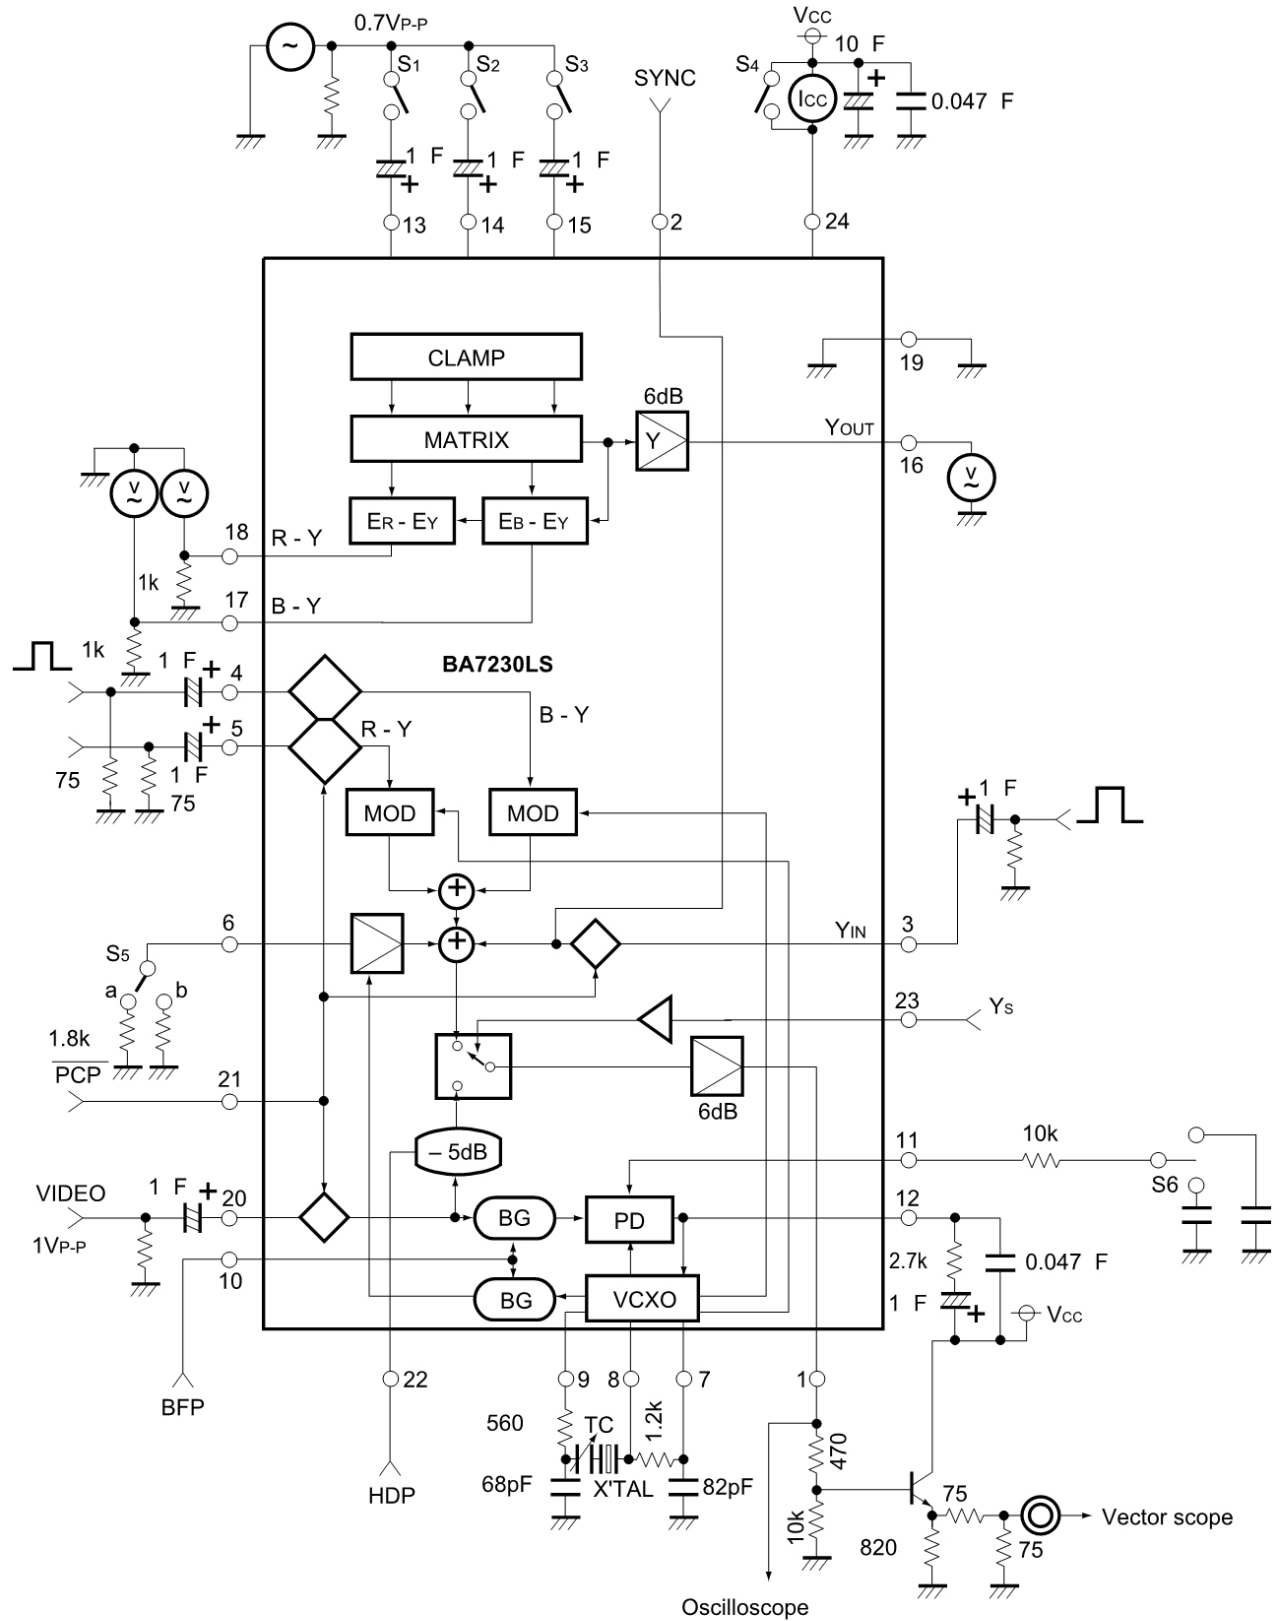 0.7VP-P
~
S1
S2
S3
SYNC
VCC
S4
ICC
10 F
+
0.047 F
1 F
+
1 F
+
1 F
+
13
14
15
2
24
CLAMP
19
6dB
MATRIX
Y
YOUT
16
V
~
V
~
V
~
ER - EY
EB - EY
18
R - Y
1k
17
B - Y
1k
1 F
+
4
BA7230LS
B - Y
+
5
R - Y
1 F
75
75
MOD
MOD
+
1 F
+
6
+
YIN
3
S5
a
b
23
YS
1.8k
PCP
21
6dB
– 5dB
11
10k
S6
VIDEO
1 F
+
20
1VP-P
BG
PD
12
2.7k
0.047 F
10
BG
VCXO
1 F
+
VCC
BFP
22
9
8
7
1
560
TC
1.2k
470
HDP
68pF
X'TAL
82pF
10k
75
Vector scope
820
75
Oscilloscope